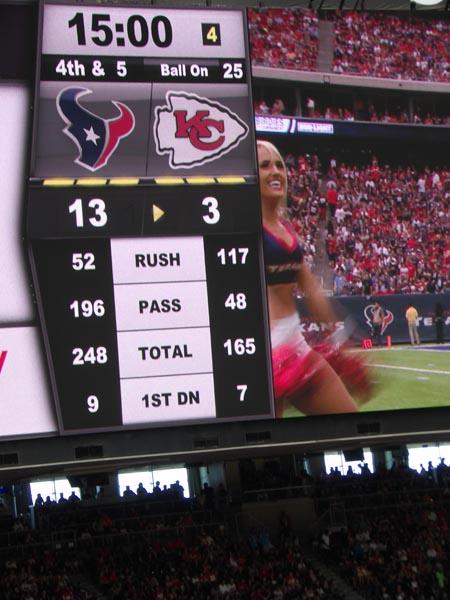 15:00 4
4th & 5 Ball On 25
KC
13 3
52 RUSH 117
196 PASS 48
248 TOTAL 165
9 1ST DN 7